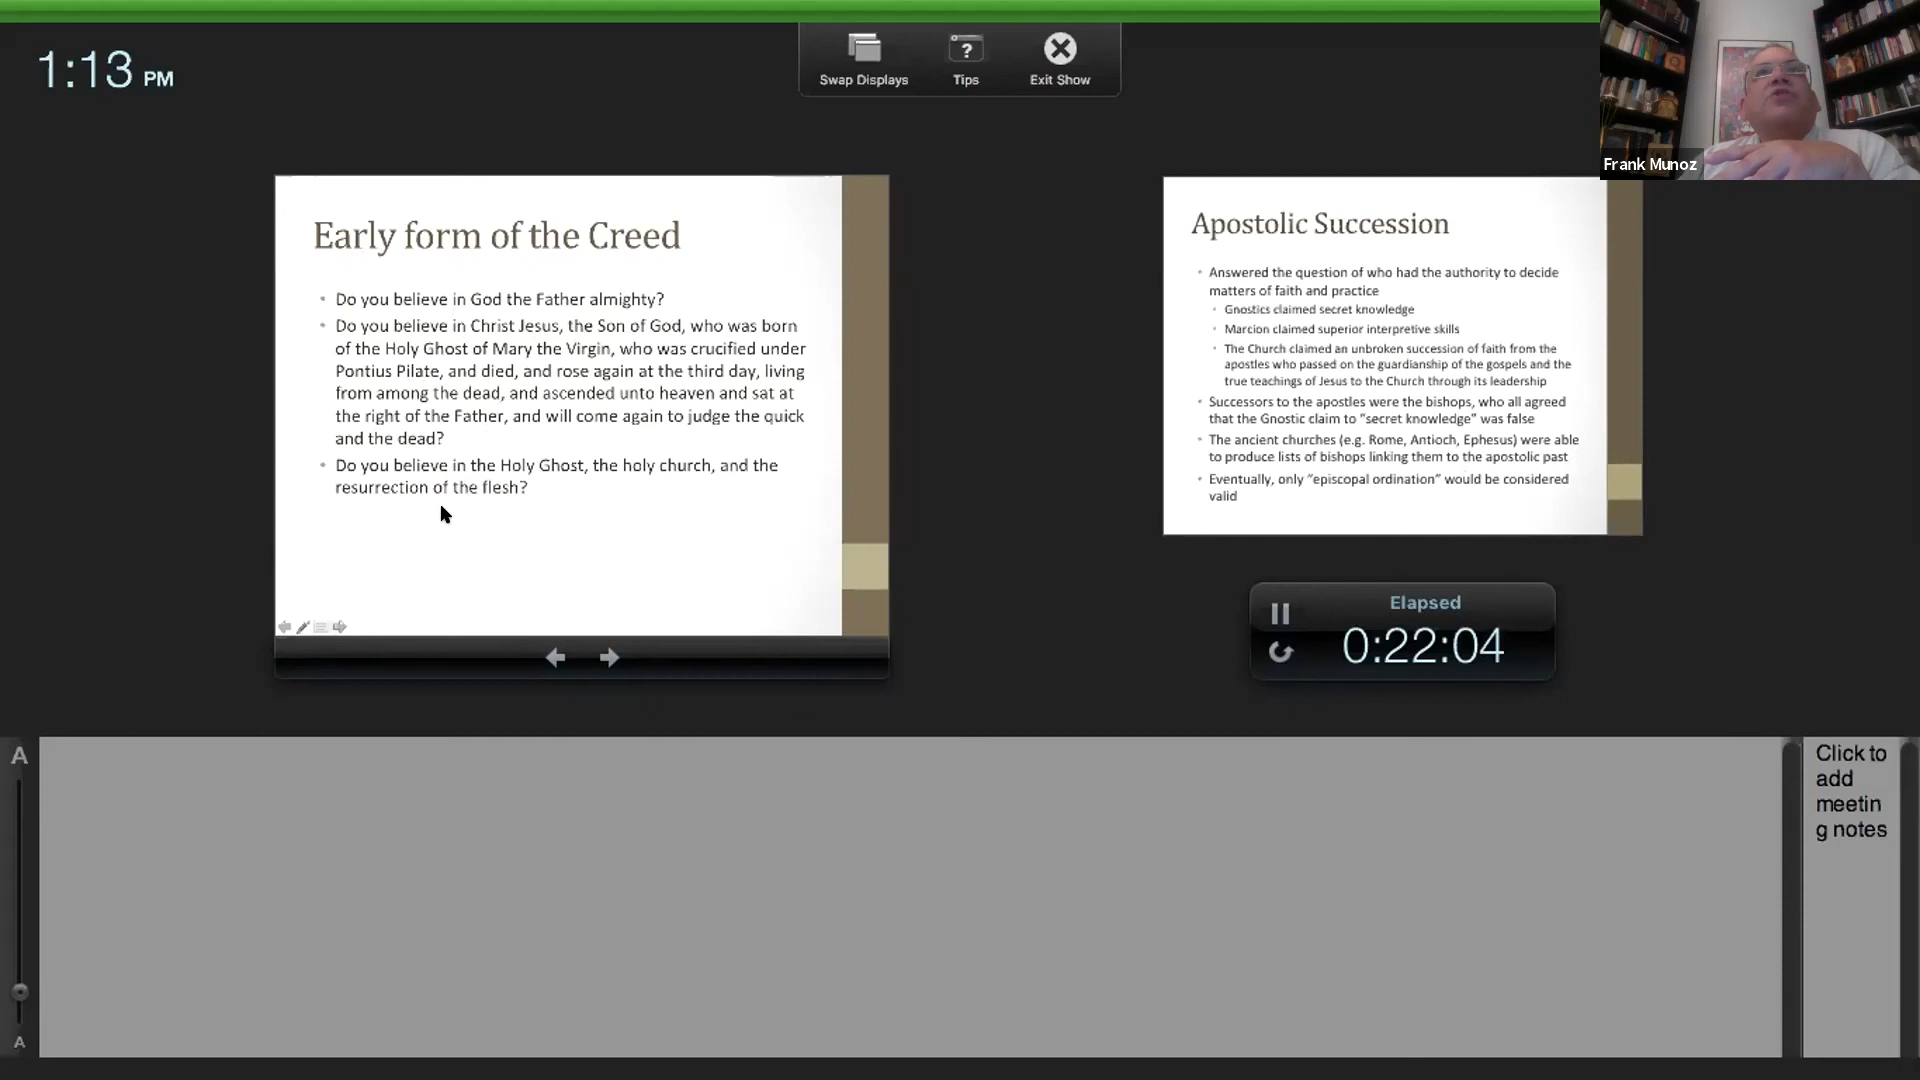 1:13 PM
Swap Displays
Tips
Exit Show
Frank Munoz
Early form of the Creed
• Do you believe in God the Father almighty?
• Do you believe in Christ Jesus, the Son of God, who was born
of the Holy Ghost of Mary the Virgin, who was crucified under
Pontius Pilate, and died, and rose again at the third day, living
from among the dead, and ascended unto heaven and sat at
the right of the Father, and will come again to judge the quick
and the dead?
• Do you believe in the Holy Ghost, the holy church, and the
resurrection of the flesh?
Apostolic Succession
• Answered the question of who had the authority to decide
matters of faith and practice
• Gnostics claimed secret knowledge
• Marcion claimed superior interpretive skills
• The Church claimed an unbroken succession of faith from the
apostles who passed on the guardianship of the gospels and the
true teachings of Jesus to the Church through its leadership
• Successors to the apostles were the bishops, who all agreed
that the Gnostic claim to “secret knowledge” was false
• The ancient churches (e.g. Rome, Antioch, Ephesus) were able
to produce lists of bishops linking them to the apostolic past
• Eventually, only “episcopal ordination” would be considered
valid
Elapsed
0:22:04
A
A
Click to
add
meetin
g notes